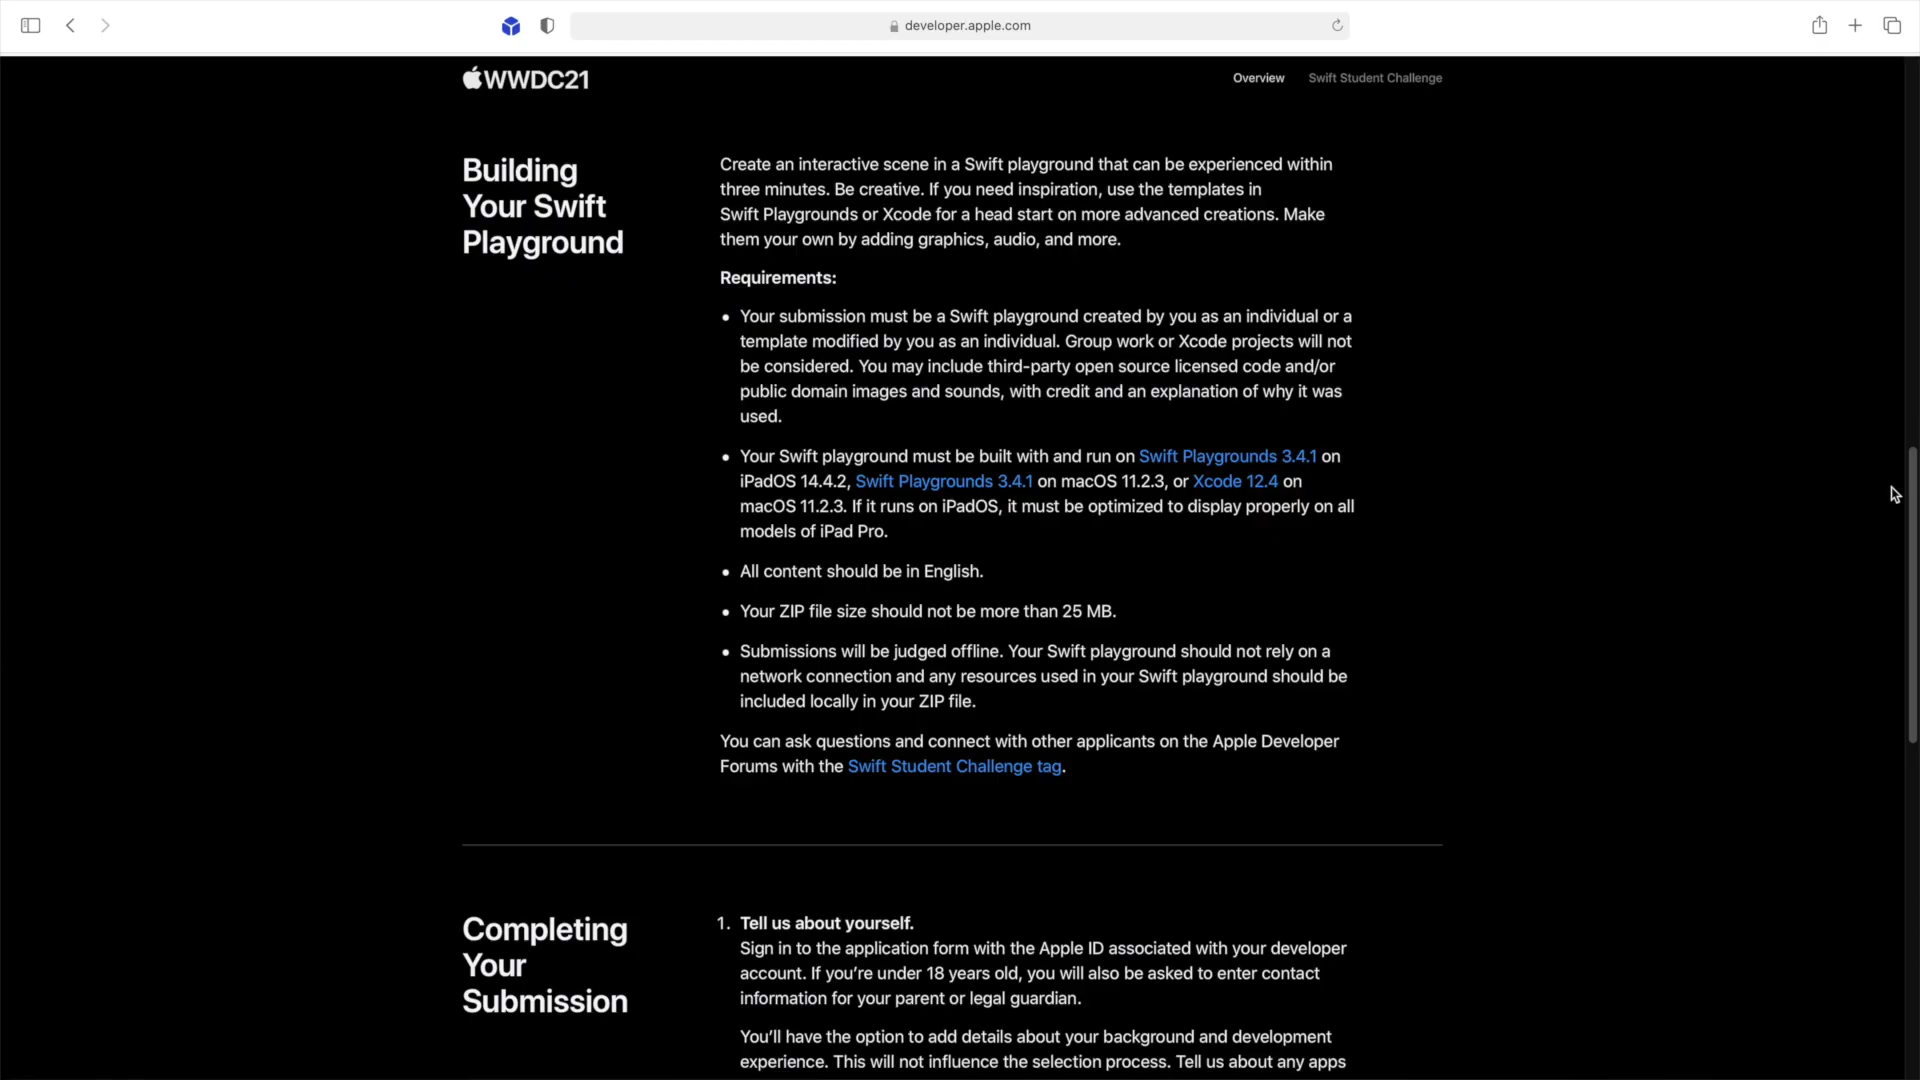 developer.apple.com
WWDC21
Overview
Swift Student Challenge
Building
Your Swift
Playground
Create an interactive scene in a Swift playground that can be experienced within
three minutes. Be creative. If you need inspiration, use the templates in
Swift Playgrounds or Xcode for a head start on more advanced creations. Make
them your own by adding graphics, audio, and more.
Requirements:
• Your submission must be a Swift playground created by you as an individual or a
template modified by you as an individual. Group work or Xcode projects will not
be considered. You may include third-party open source licensed code and/or
public domain images and sounds, with credit and an explanation of why it was
used.
• Your Swift playground must be built with and run on Swift Playgrounds 3.4.1 on
iPadOS 14.4.2, Swift Playgrounds 3.4.1 on macOS 11.2.3, or Xcode 12.4 on
macOS 11.2.3. If it runs on iPadOS, it must be optimized to display properly on all
models of iPad Pro.
• All content should be in English.
• Your ZIP file size should not be more than 25 MB.
• Submissions will be judged offline. Your Swift playground should not rely on a
network connection and any resources used in your Swift playground should be
included locally in your ZIP file.
You can ask questions and connect with other applicants on the Apple Developer
Forums with the Swift Student Challenge tag.
Completing
Your
Submission
1. Tell us about yourself.
Sign in to the application form with the Apple ID associated with your developer
account. If you’re under 18 years old, you will also be asked to enter contact
information for your parent or legal guardian.
You’ll have the option to add details about your background and development
experience. This will not influence the selection process. Tell us about any apps